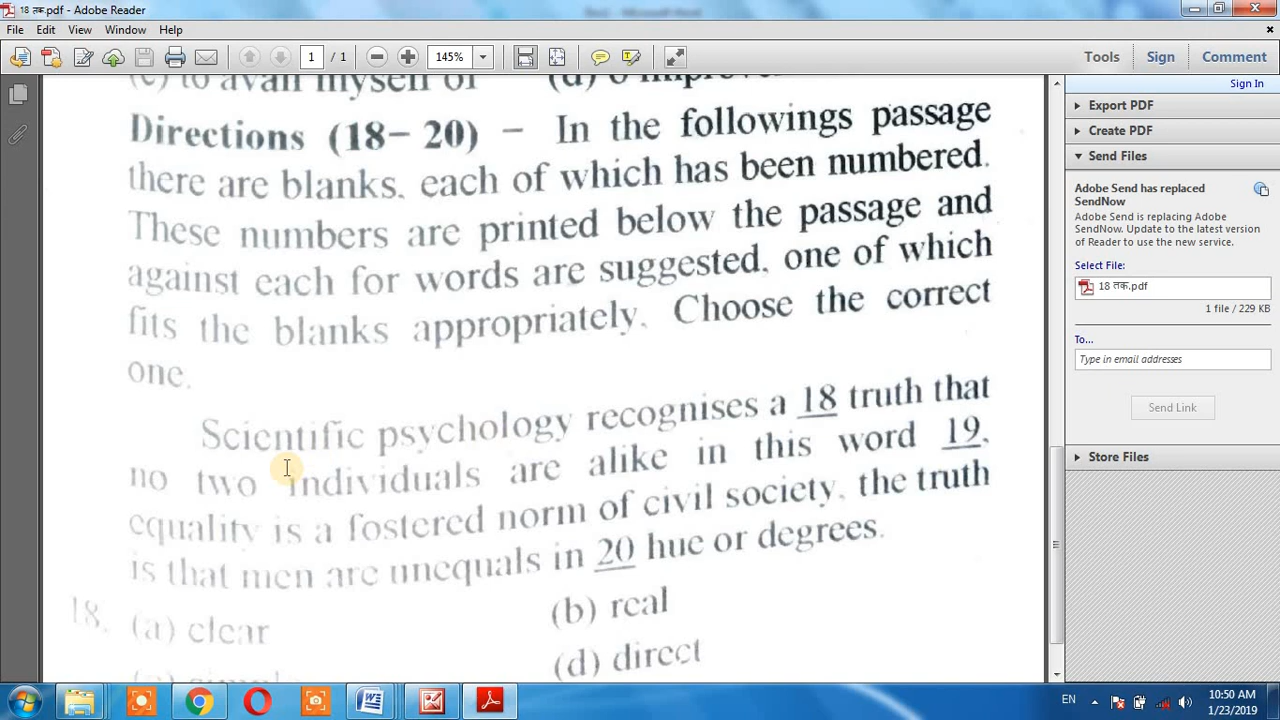 18 तक.pdf - Adobe Reader
File Edit View Window Help
1 / 1 145% Tools Sign Comment
(c) to avail myself of (d)
Sign In
Export PDF
Create PDF
Send Files
Adobe Send has replaced
SendNow
Adobe Send is replacing Adobe
SendNow. Update to the latest version
of Reader to use the new service.
Select File:
18 तक.pdf
1 file / 229 KB
To...
Type in email addresses
Send Link
Store Files
Directions (18– 20) – In the followings passage
there are blanks. each of which has been numbered.
These numbers are printed below the passage and
against each for words are suggested. one of which
fits the blanks appropriately. Choose the correct
one.
Scientific psychology recognises a 18 truth that
no two individuals are alike in this word 19.
equality is a fostered norm of civil society. the truth
is that men are unequals in 20 hue or degrees.
18. (a) clear (b) real
(d) direct
EN
10:50 AM
1/23/2019